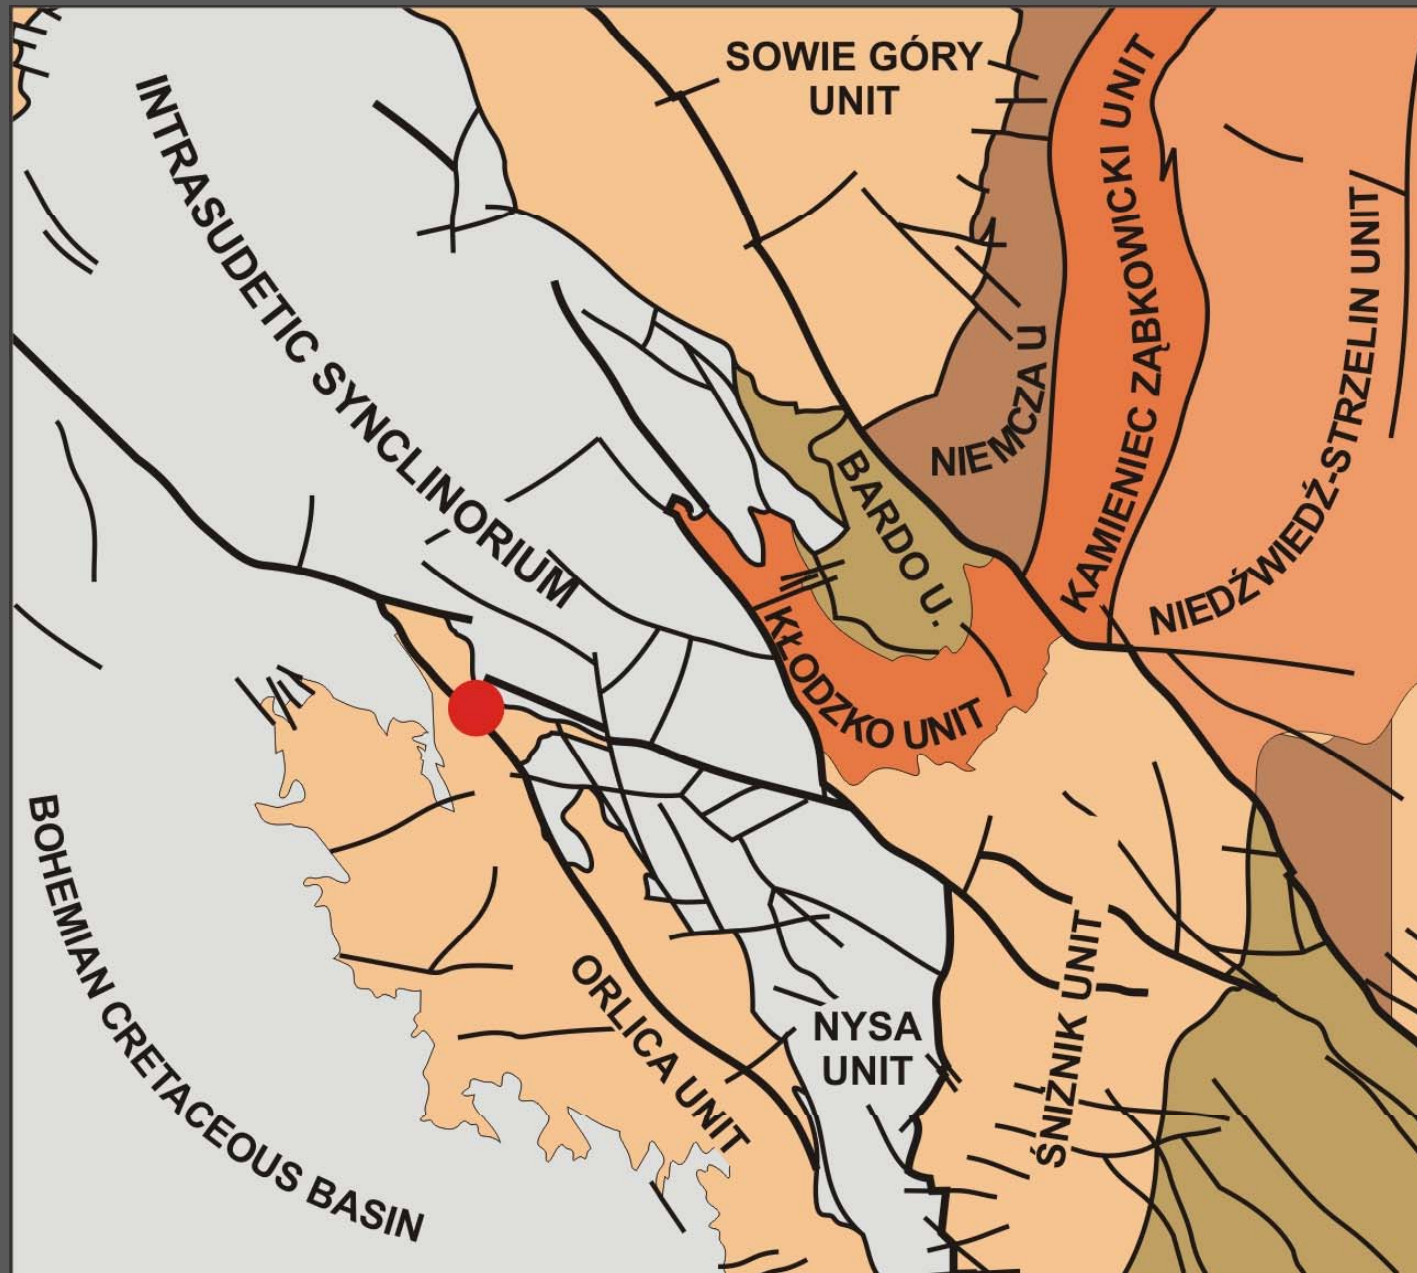 SOWIE GÓRY
UNIT
INTRASUDETIC SYNCLINORIUM
NIEMCZA U
KAMIENIEC ZĄBKOWICKI UNIT
NIEDŹWIEDŹ-STRZELIN UNIT
BARDO U.
KŁODZKO UNIT
BOHEMIAN CRETACEOUS BASIN
ORLICA UNIT
NYSA
UNIT
ŚNIZNIK UNIT